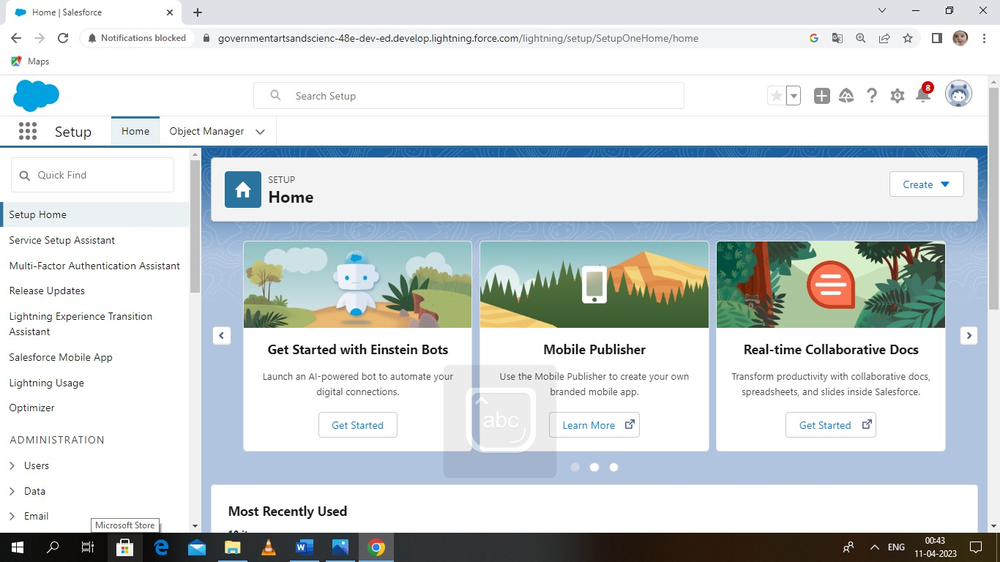 Home | Salesforce
Notifications blocked
governmentartsandscienc-48e-dev-ed.develop.lightning.force.com/lightning/setup/SetupOneHome/home
Maps
Search Setup
8
Setup
Home
Object Manager
Quick Find
Setup Home
Service Setup Assistant
Multi-Factor Authentication Assistant
Release Updates
Lightning Experience Transition
Assistant
Salesforce Mobile App
Lightning Usage
Optimizer
ADMINISTRATION
Users
Data
Email
SETUP
Home
Create
Get Started with Einstein Bots
Launch an AI-powered bot to automate your
digital connections.
Get Started
Mobile Publisher
Use the Mobile Publisher to create your own
branded mobile app.
Learn More
Real-time Collaborative Docs
Transform productivity with collaborative docs,
spreadsheets, and slides inside Salesforce.
Get Started
abc
Most Recently Used
Microsoft Store
ENG
00:43
11-04-2023